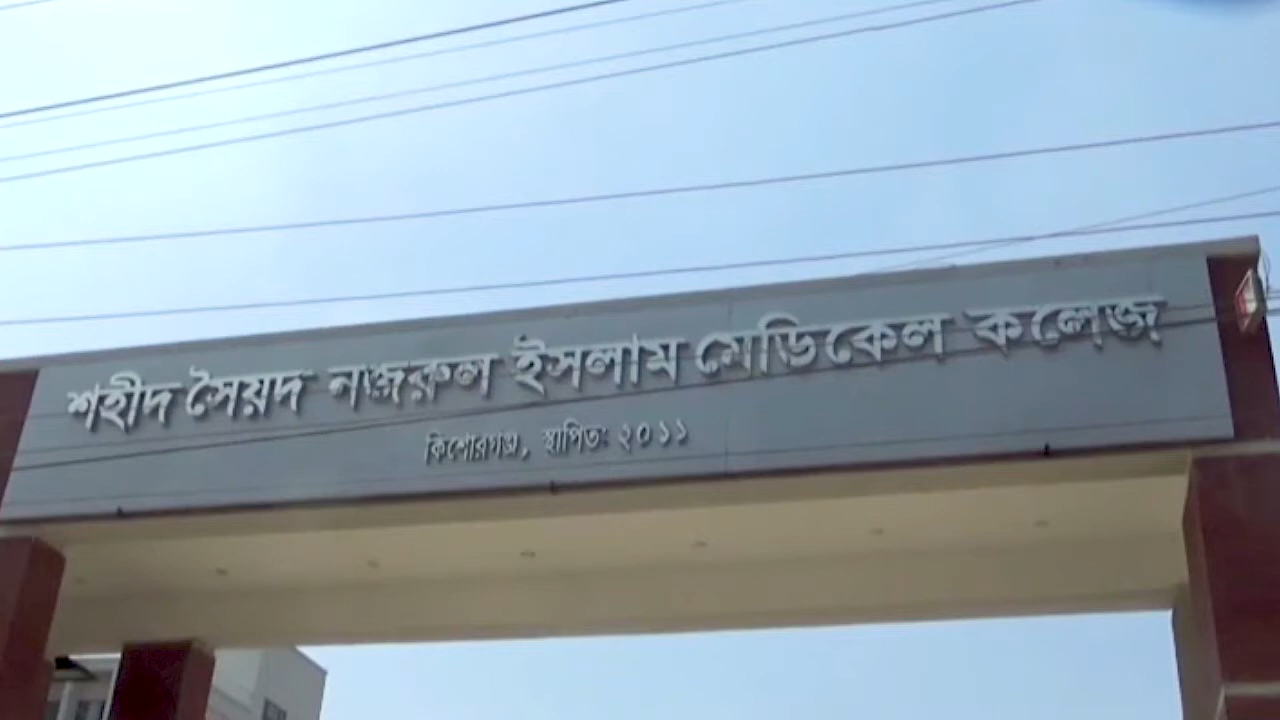 শহীদ সৈয়দ নজরুল ইসলাম মেডিকেল কলেজ
কিশোরগঞ্জ, স্থাপিত: ২০১১